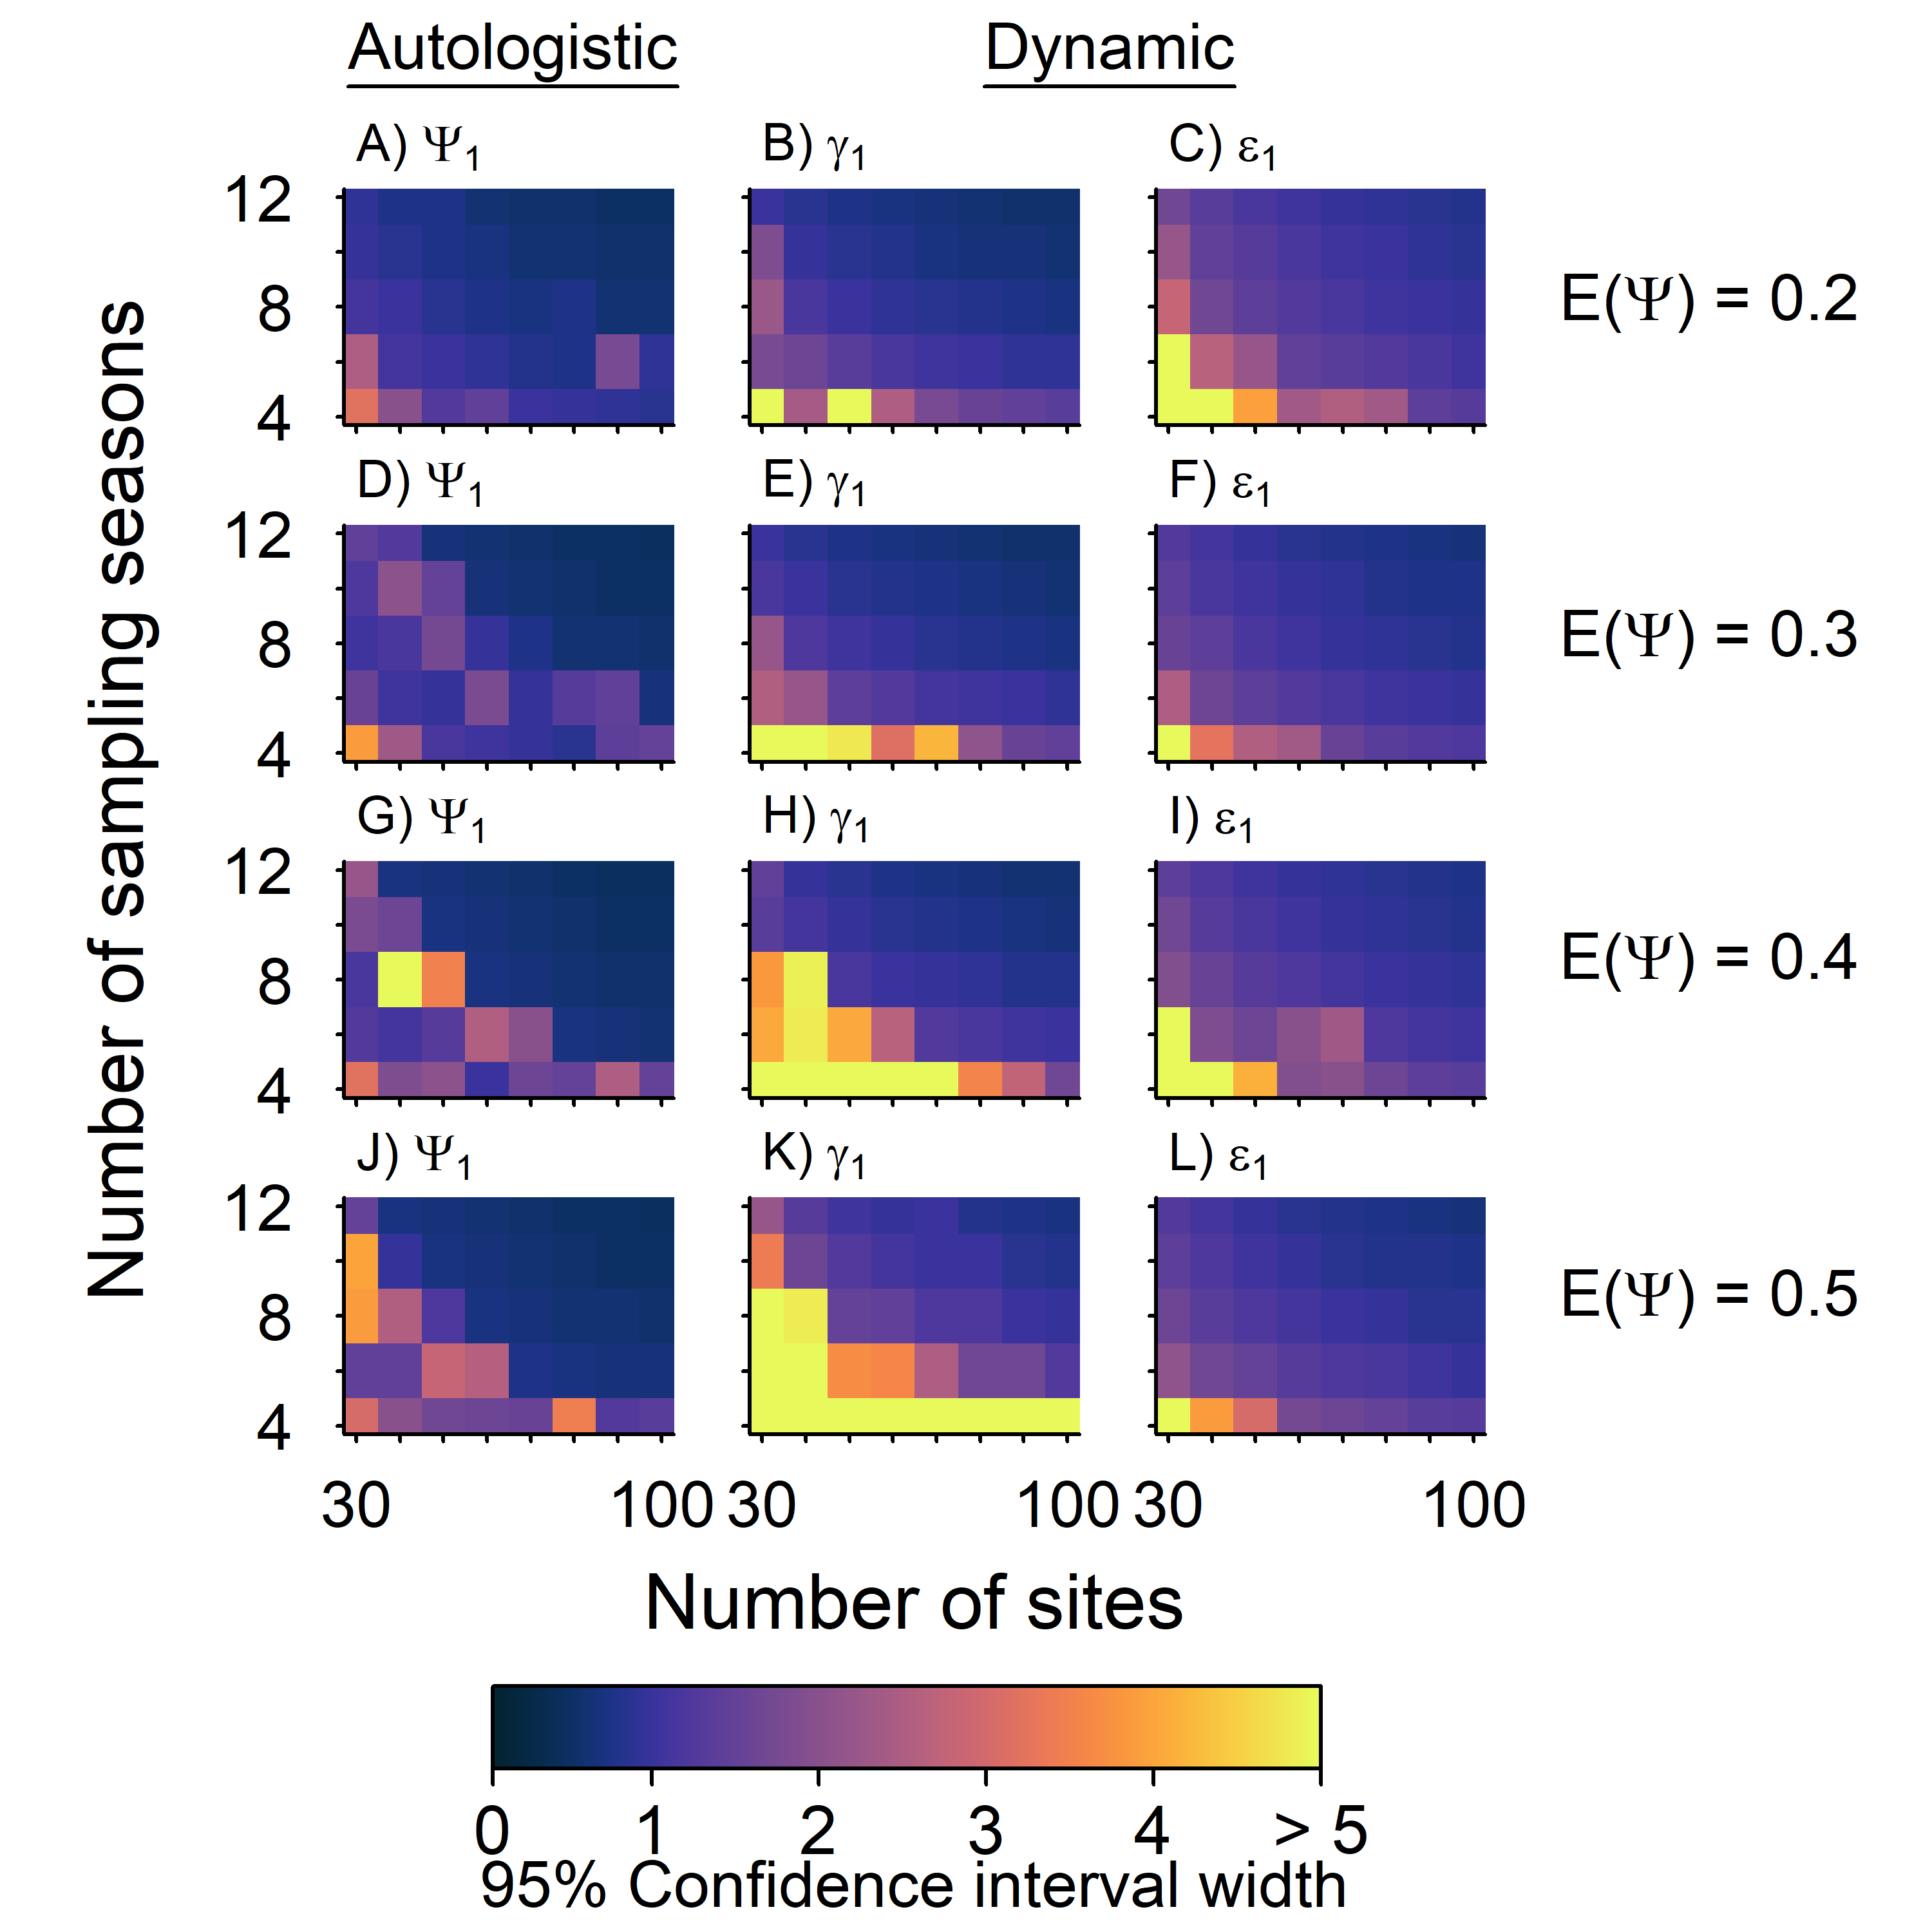 Autologistic Dynamic
A) Ψ1 B) γ1 C) ε1
12
8
4
E(Ψ) = 0.2
D) Ψ1 E) γ1 F) ε1
12
8
4
E(Ψ) = 0.3
G) Ψ1 H) γ1 I) ε1
12
8
4
E(Ψ) = 0.4
J) Ψ1 K) γ1 L) ε1
12
8
4
E(Ψ) = 0.5
Number of sampling seasons
30 100 30 100 30 100
Number of sites
0 1 2 3 4 > 5
95% Confidence interval width